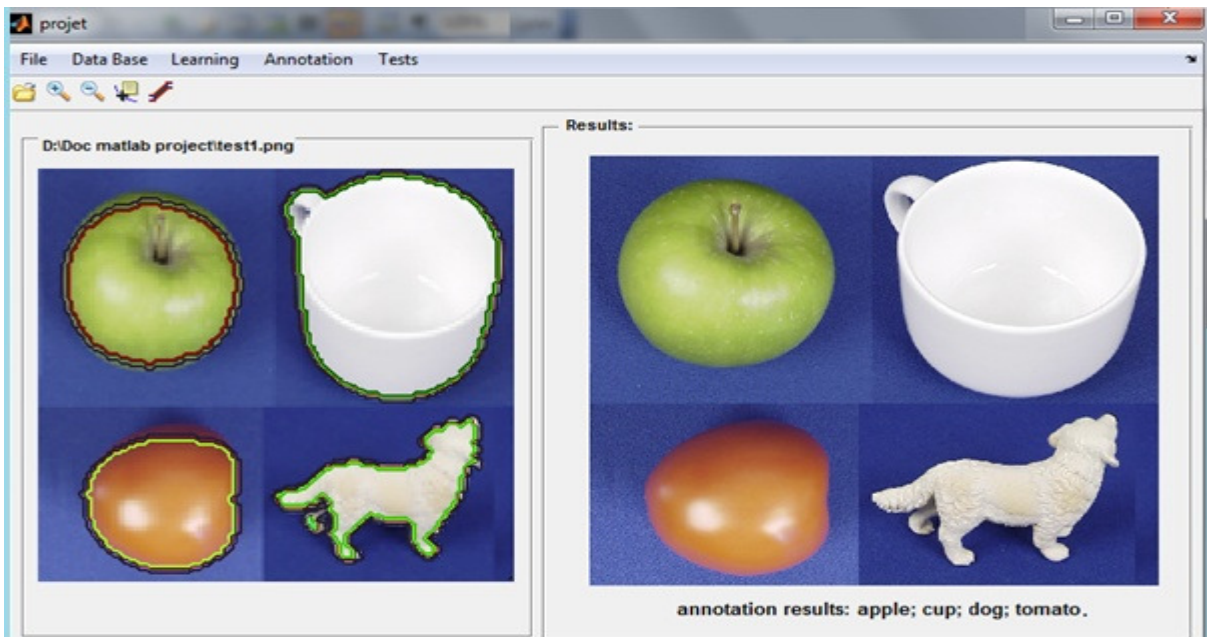 projet
File Data Base Learning Annotation Tests
D:\Doc matlab project\test1.png
Results:
annotation results: apple; cup; dog; tomato.